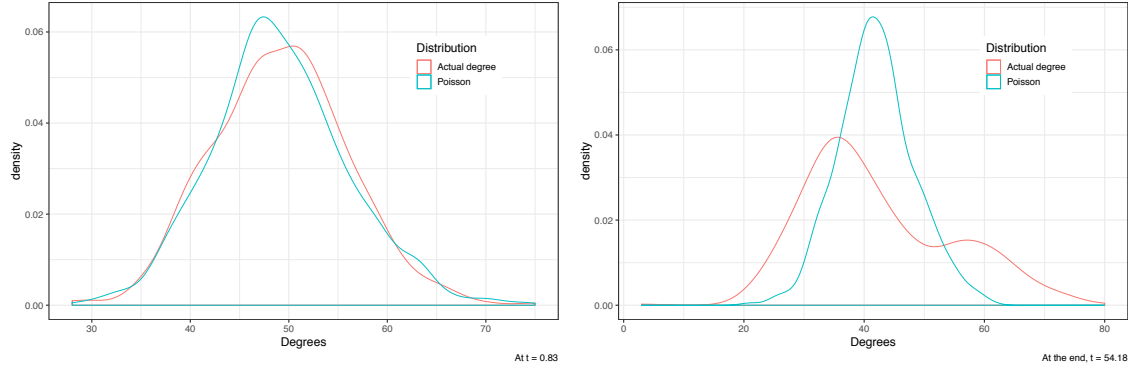 0.06
0.04
0.02
0.00
density
30
50
60
70
Degrees
Distribution
Actual degree
Poisson
At t = 0.83
0.06
0.04
0.02
0.00
density
0
20
40
60
80
Degrees
Distribution
Actual degree
Poisson
At the end, t = 54.18